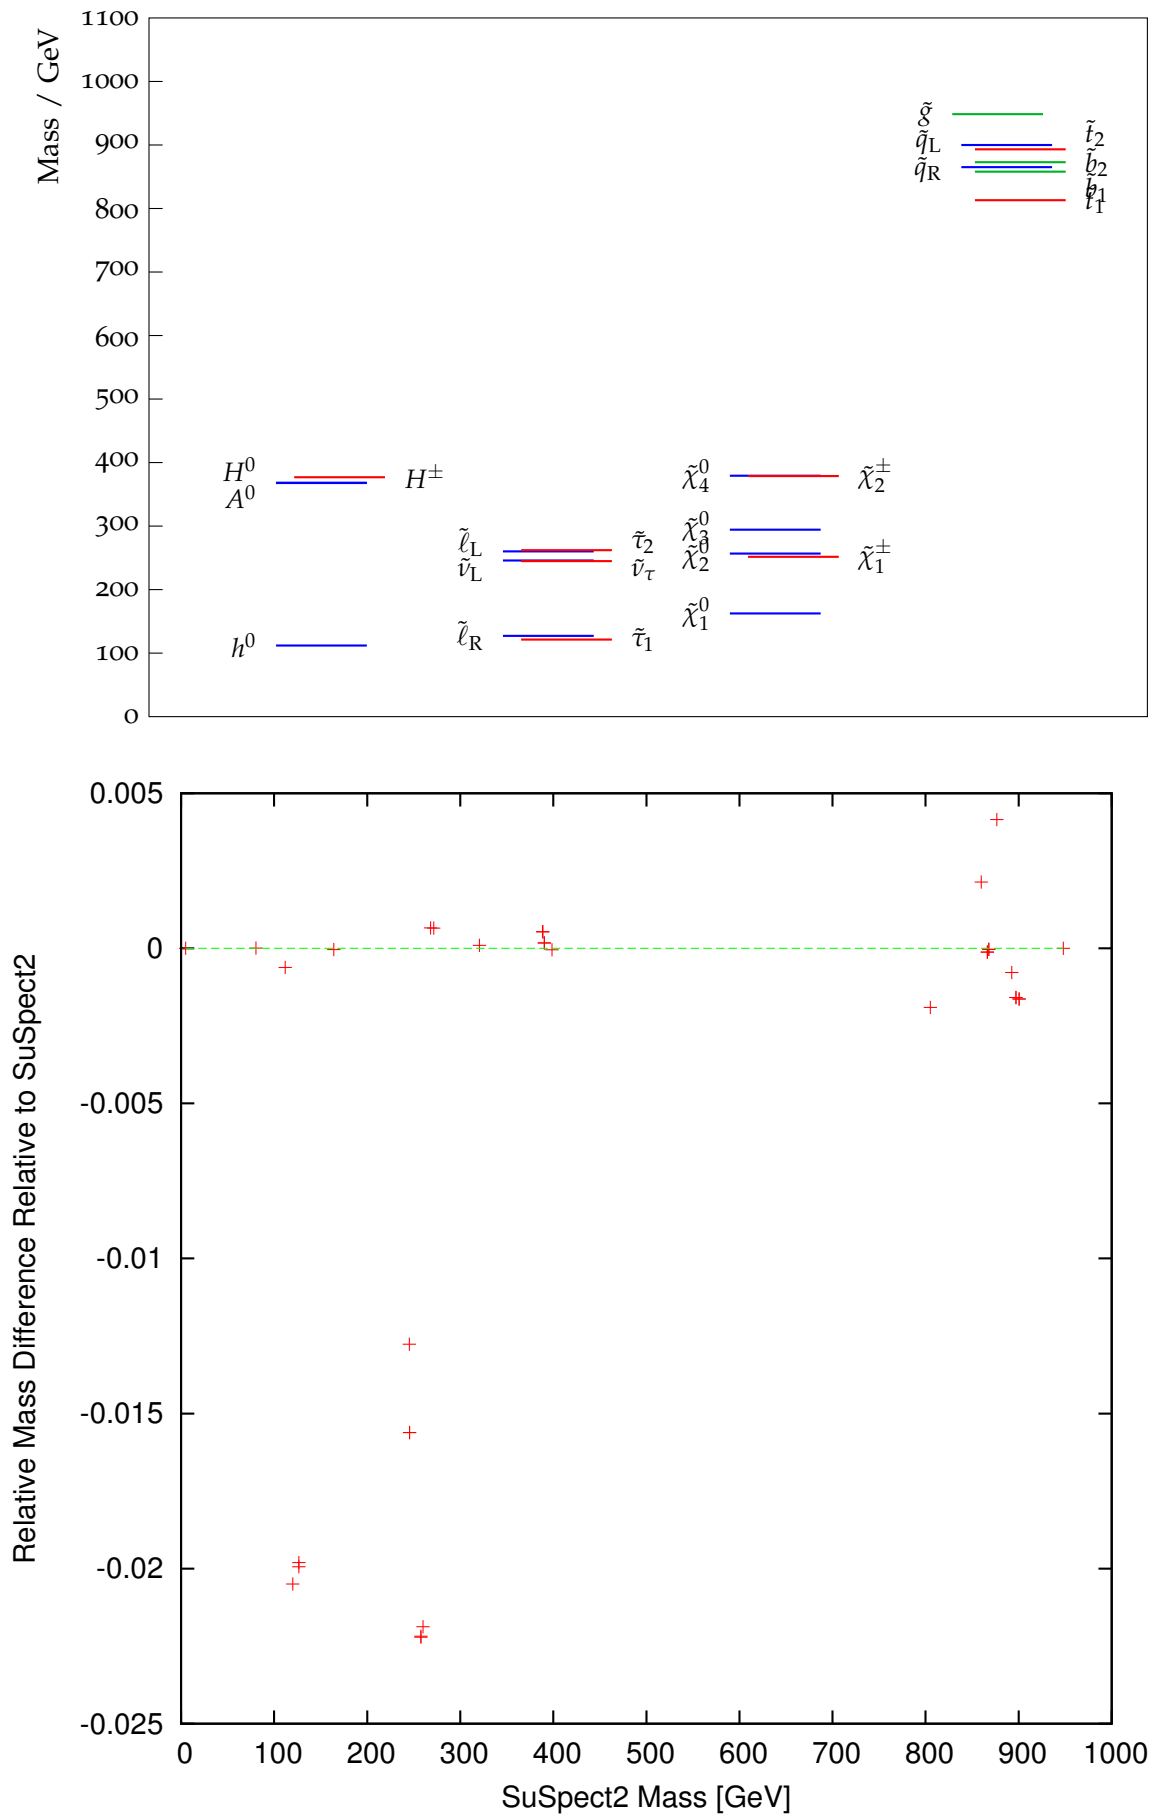 Mass / GeV
1100
1000
900
800
700
600
500
400
300
200
100
0
h⁰
A⁰
H⁰
H±
ℓ̃R
ν̃L
ℓ̃L
τ̃1
ν̃τ
τ̃2
χ̃⁰1
χ̃⁰2
χ̃⁰3
χ̃⁰4
χ̃±1
χ̃±2
g̃
q̃L
q̃R
t̃2
b̃2
b̃1
t̃1
Relative Mass Difference Relative to SuSpect2
0.005
0
-0.005
-0.01
-0.015
-0.02
-0.025
0 100 200 300 400 500 600 700 800 900 1000
SuSpect2 Mass [GeV]